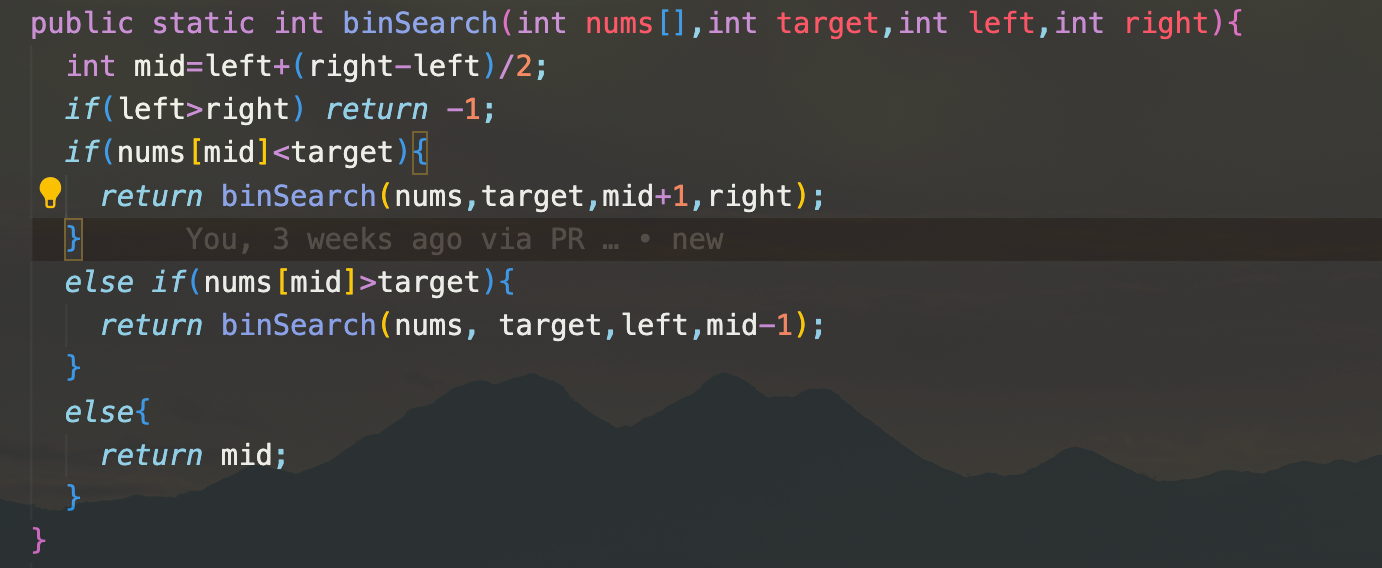 public static int binSearch(int nums[],int target,int left,int right){
int mid=left+(right-left)/2;
if(left>right) return -1;
if(nums[mid]<target){
return binSearch(nums,target,mid+1,right);
}        You, 3 weeks ago via PR … • new
else if(nums[mid]>target){
return binSearch(nums, target,left,mid-1);
}
else{
return mid;
}
}